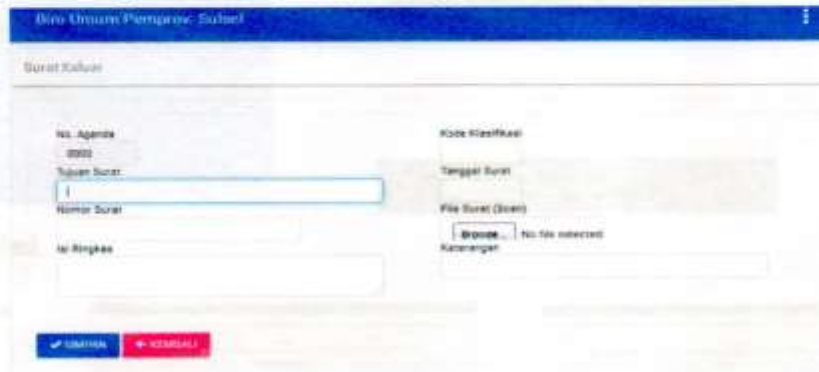 Biro Umum Pemprov. Sulsel
Surat Keluar
No. Agenda
0002
Tujuan Surat
Nomor Surat
Isi Ringkas
Kode Klasifikasi
Tanggal Surat
File Surat (Scan)
Browse... No file selected.
Keterangan
SIMPAN
KEMBALI